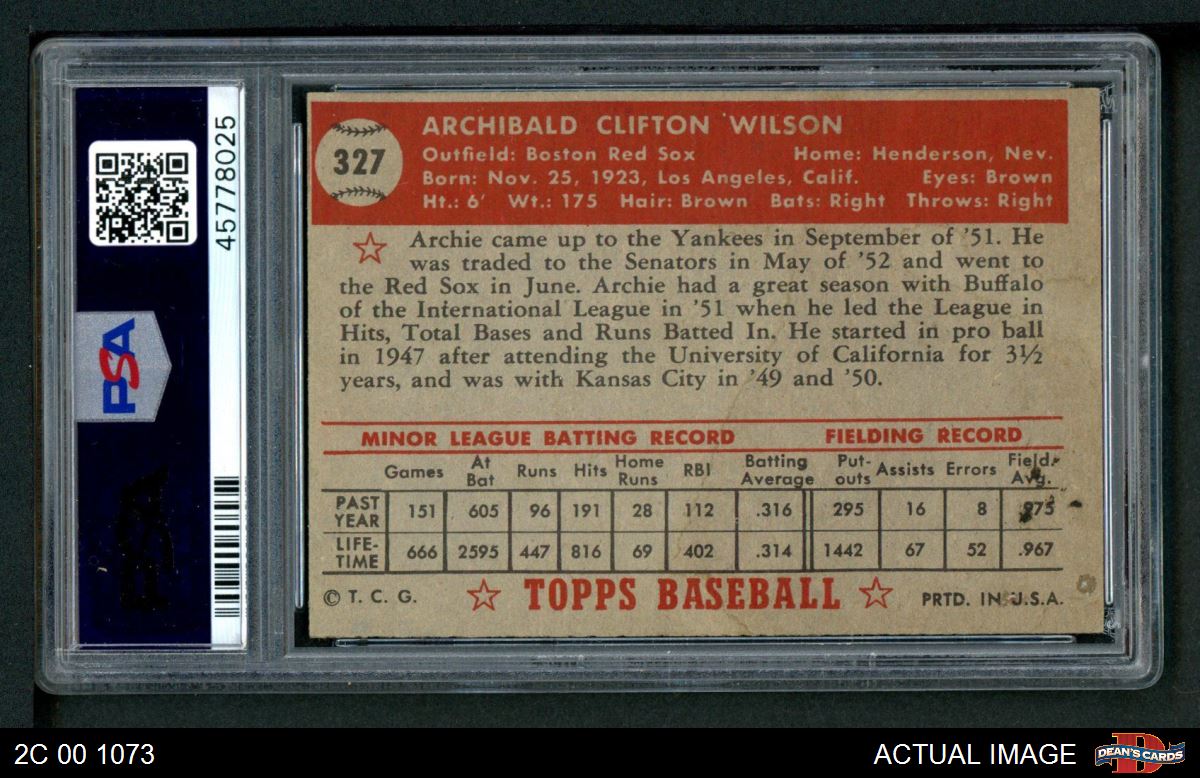 45778025
PSA
327
ARCHIBALD CLIFTON WILSON
Outfield: Boston Red Sox Home: Henderson, Nev.
Born: Nov. 25, 1923, Los Angeles, Calif. Eyes: Brown
Ht.: 6' Wt.: 175 Hair: Brown Bats: Right Throws: Right
Archie came up to the Yankees in September of '51. He
was traded to the Senators in May of '52 and went to
the Red Sox in June. Archie had a great season with Buffalo
of the International League in '51 when he led the League in
Hits, Total Bases and Runs Batted In. He started in pro ball
in 1947 after attending the University of California for 3½
years, and was with Kansas City in '49 and '50.
MINOR LEAGUE BATTING RECORD FIELDING RECORD
Games At Bat Runs Hits Home Runs RBI Batting Average Put-outs Assists Errors Field. Avg.
PAST YEAR 151 605 96 191 28 112 .316 295 16 8 .975
LIFE-TIME 666 2595 447 816 69 402 .314 1442 67 52 .967
© T. C. G. TOPPS BASEBALL PRTD. IN U.S.A.
2C 00 1073 ACTUAL IMAGE DEAN'S CARDS